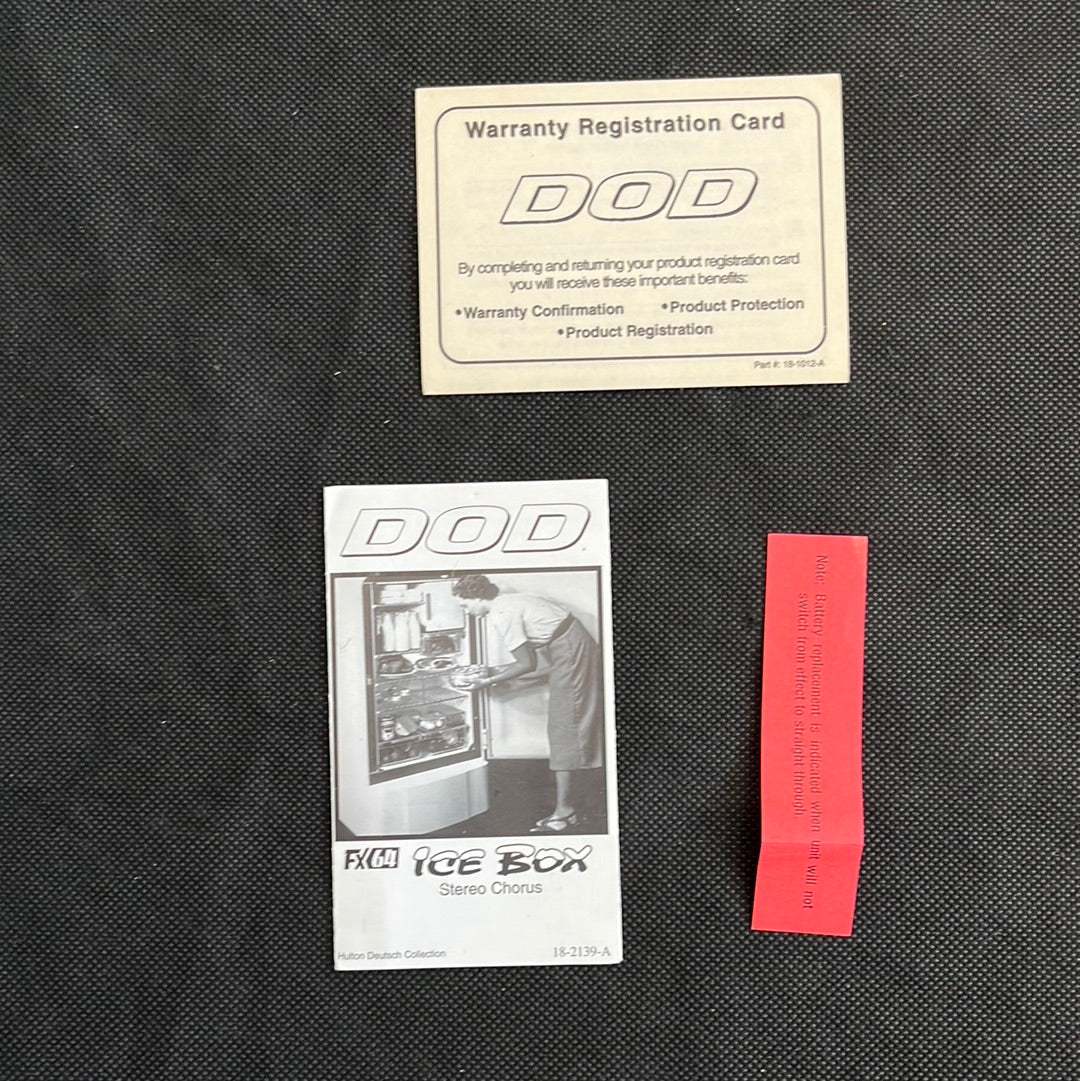 Warranty Registration Card
DOD
By completing and returning your product registration card
you will receive these important benefits:
•Warranty Confirmation •Product Protection
•Product Registration
Part #: 18-1012-A
DOD
FX64 ICE BOX
Stereo Chorus
Hulton Deutsch Collection 18-2139-A
Note: Battery replacement is indicated when unit will not
switch from effect to straight through.